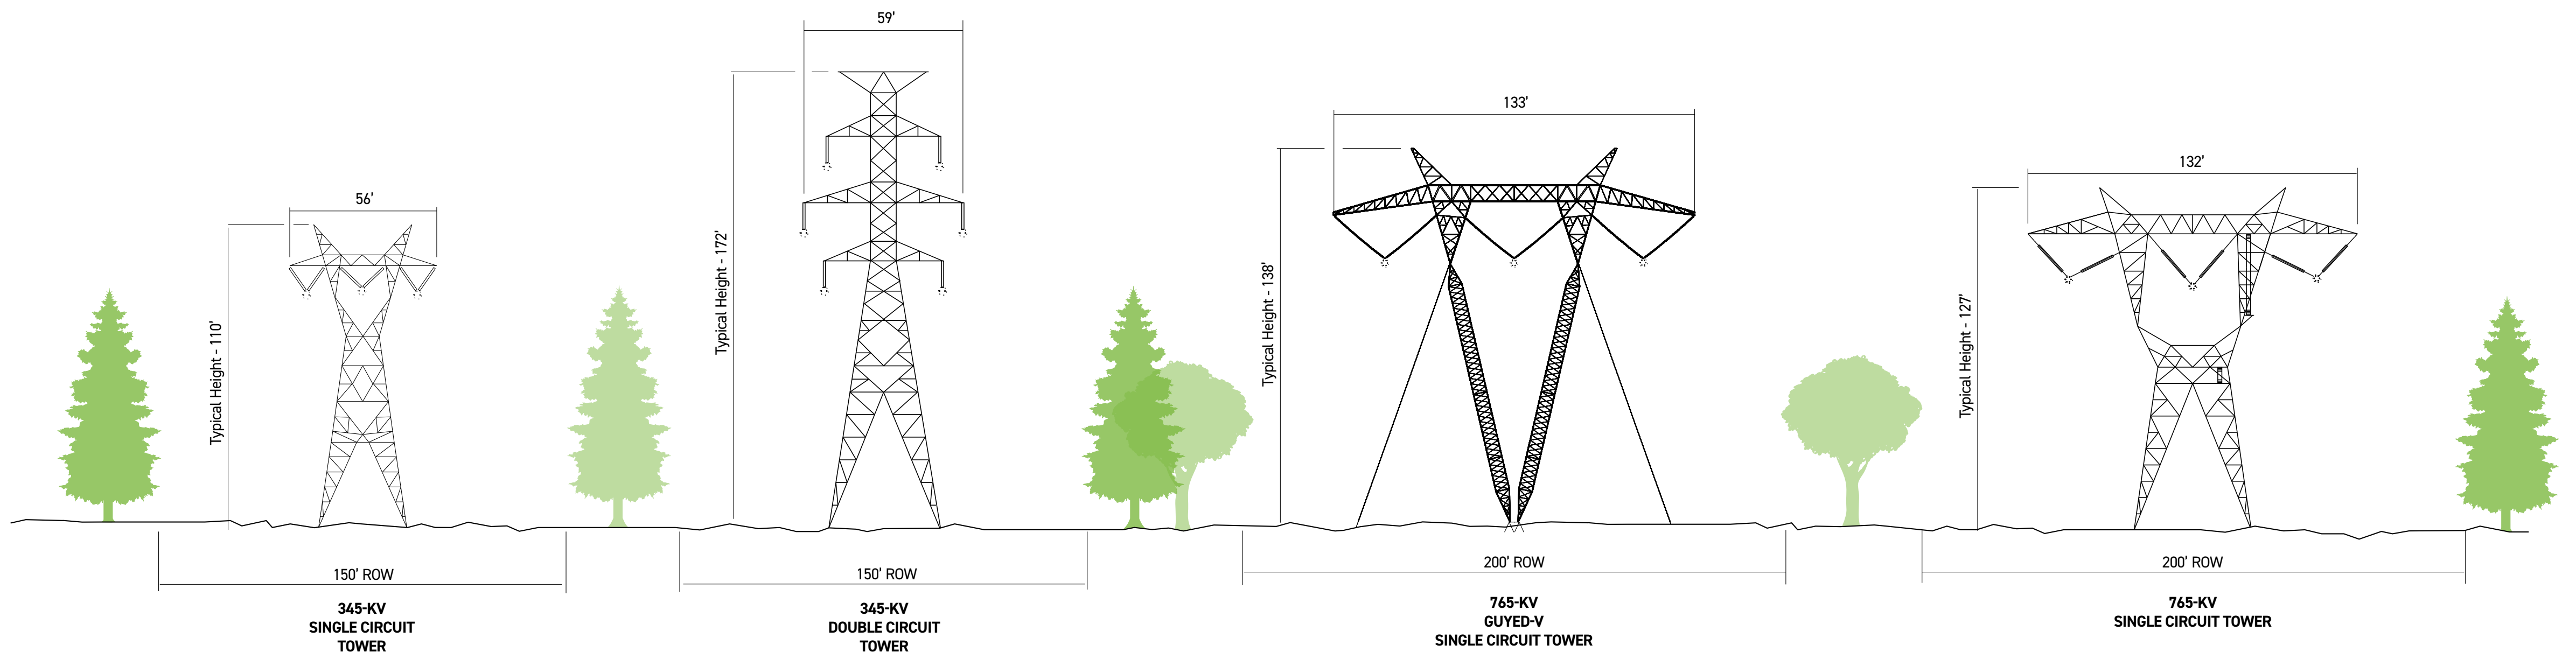 56'
Typical Height - 110'
150' ROW
345-KV
SINGLE CIRCUIT
TOWER
59'
Typical Height - 172'
150' ROW
345-KV
DOUBLE CIRCUIT
TOWER
133'
Typical Height - 138'
200' ROW
765-KV
GUYED-V
SINGLE CIRCUIT TOWER
132'
Typical Height - 127'
200' ROW
765-KV
SINGLE CIRCUIT TOWER